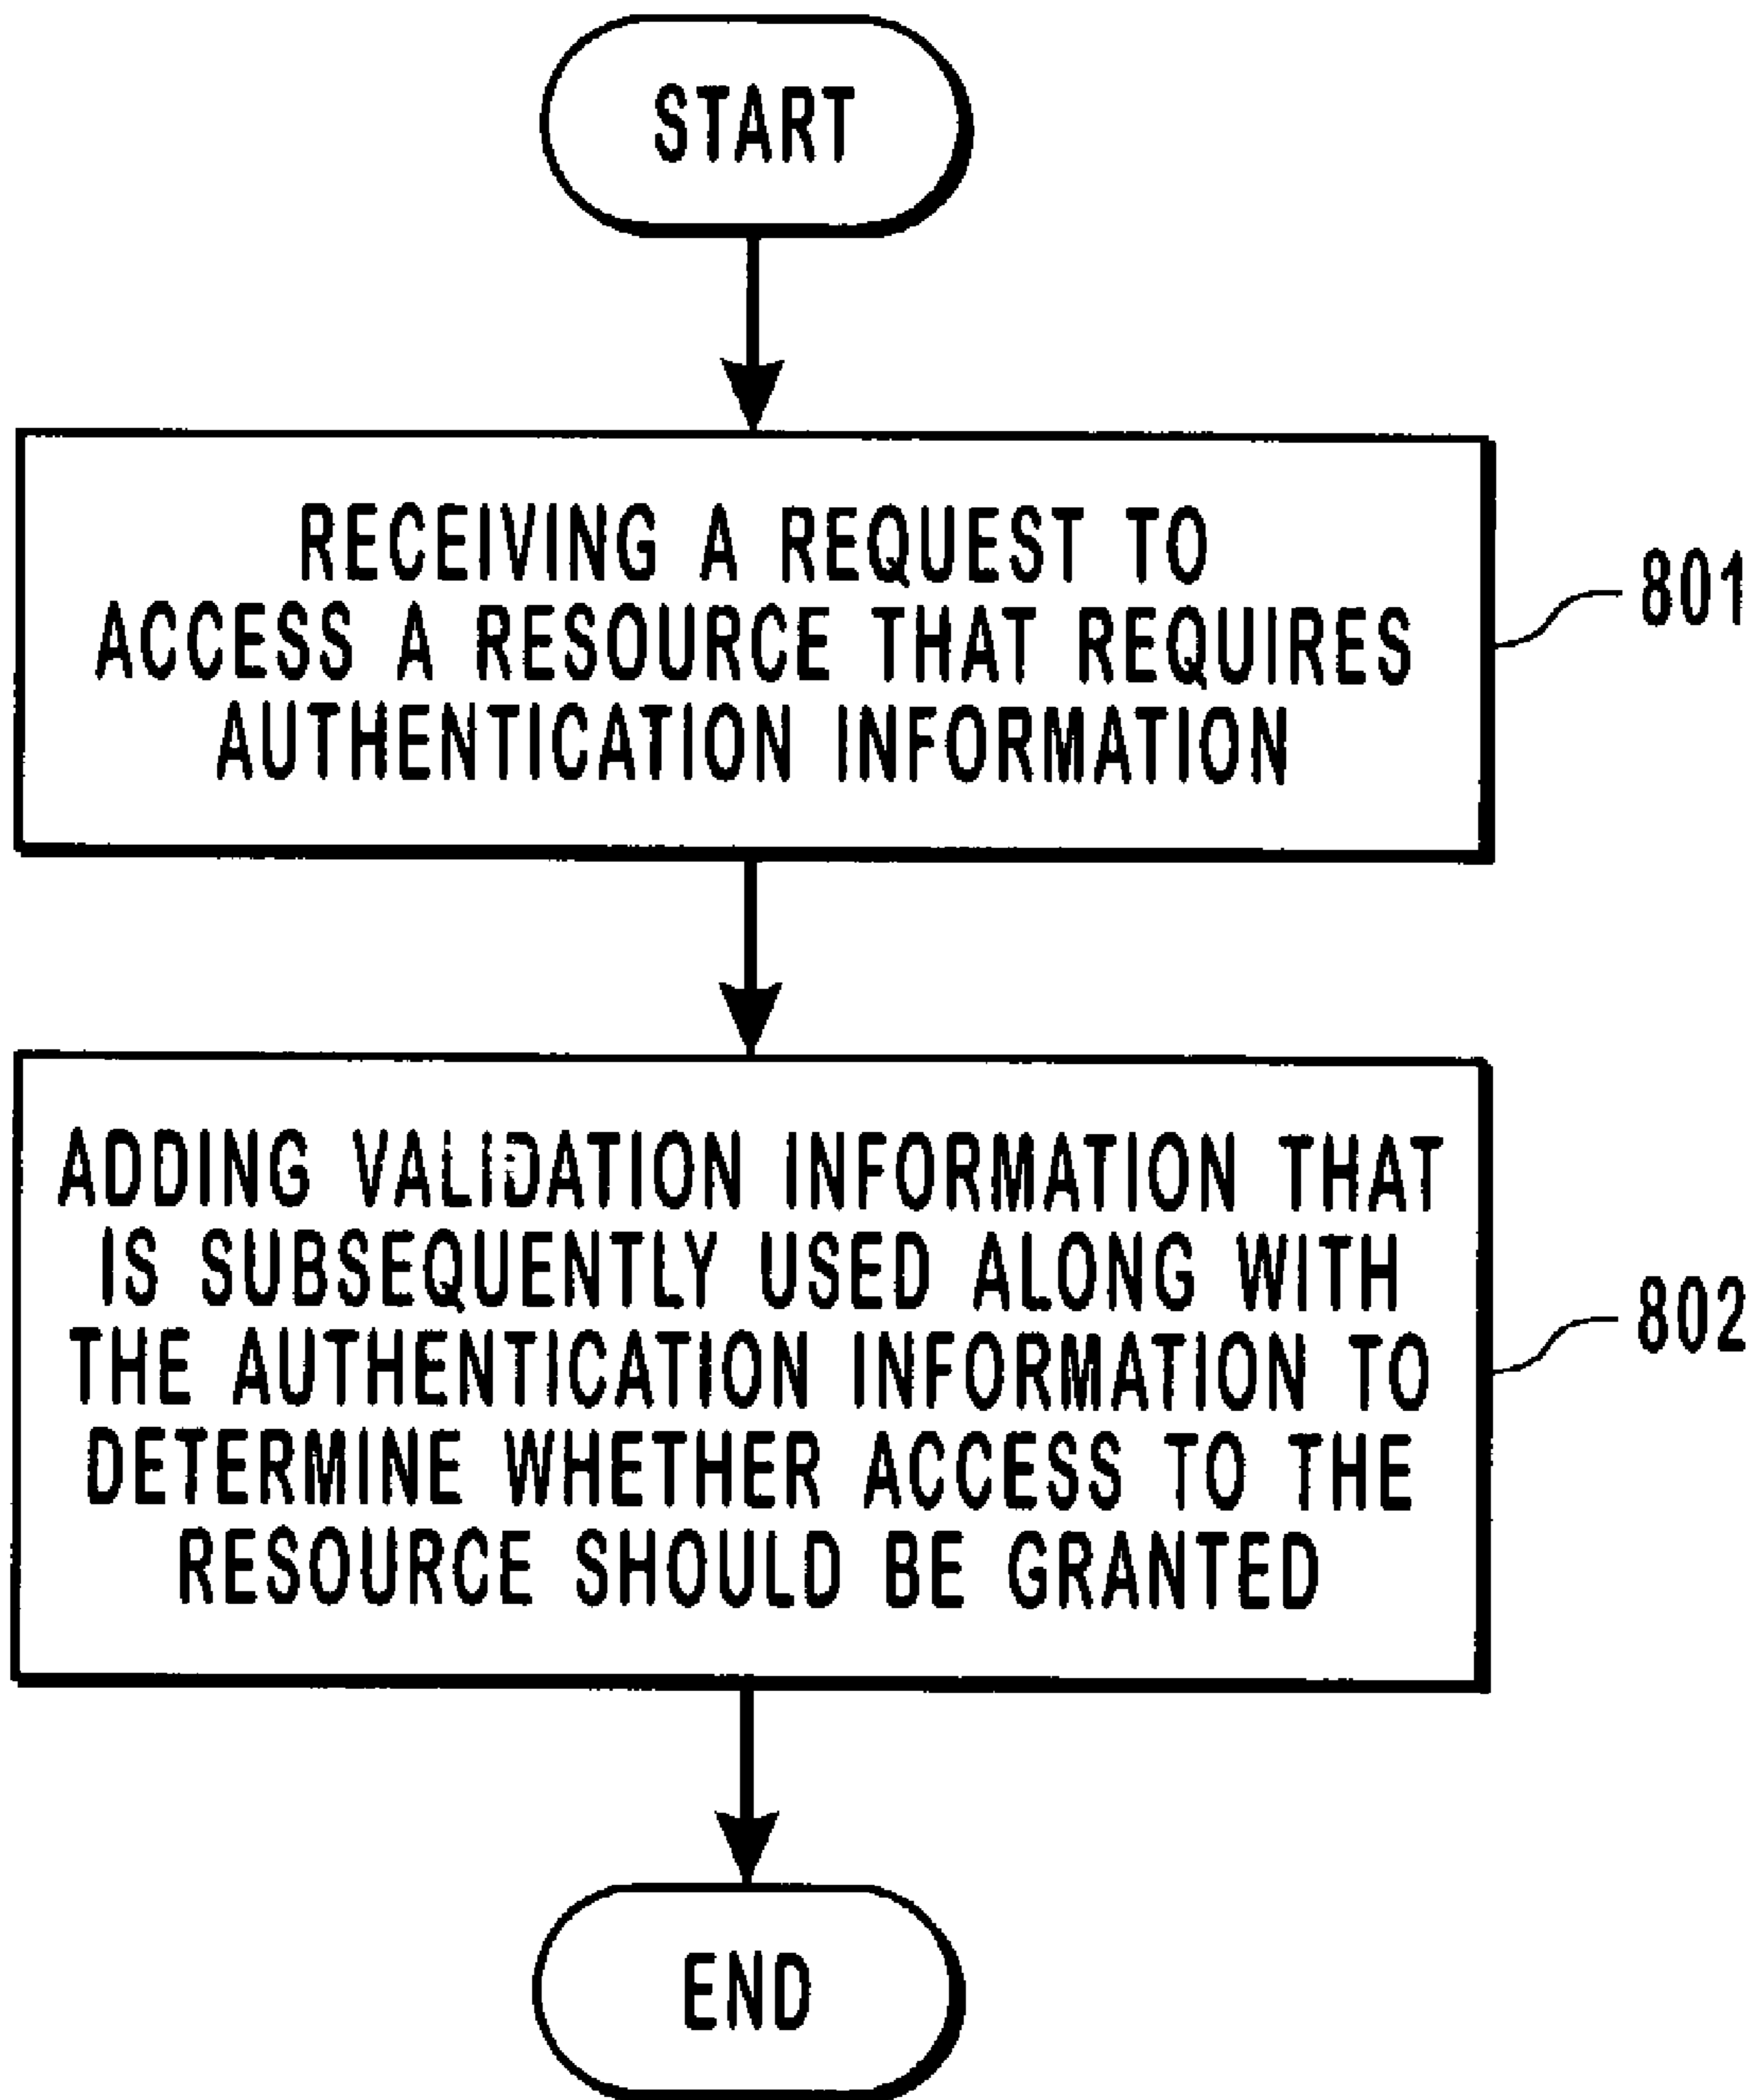 START
RECEIVING A REQUEST TO
ACCESS A RESOURCE THAT REQUIRES
AUTHENTICATION INFORMATION
801
ADDING VALIDATION INFORMATION THAT
IS SUBSEQUENTLY USED ALONG WITH
THE AUTHENTICATION INFORMATION TO
DETERMINE WHETHER ACCESS TO THE
RESOURCE SHOULD BE GRANTED
802
END